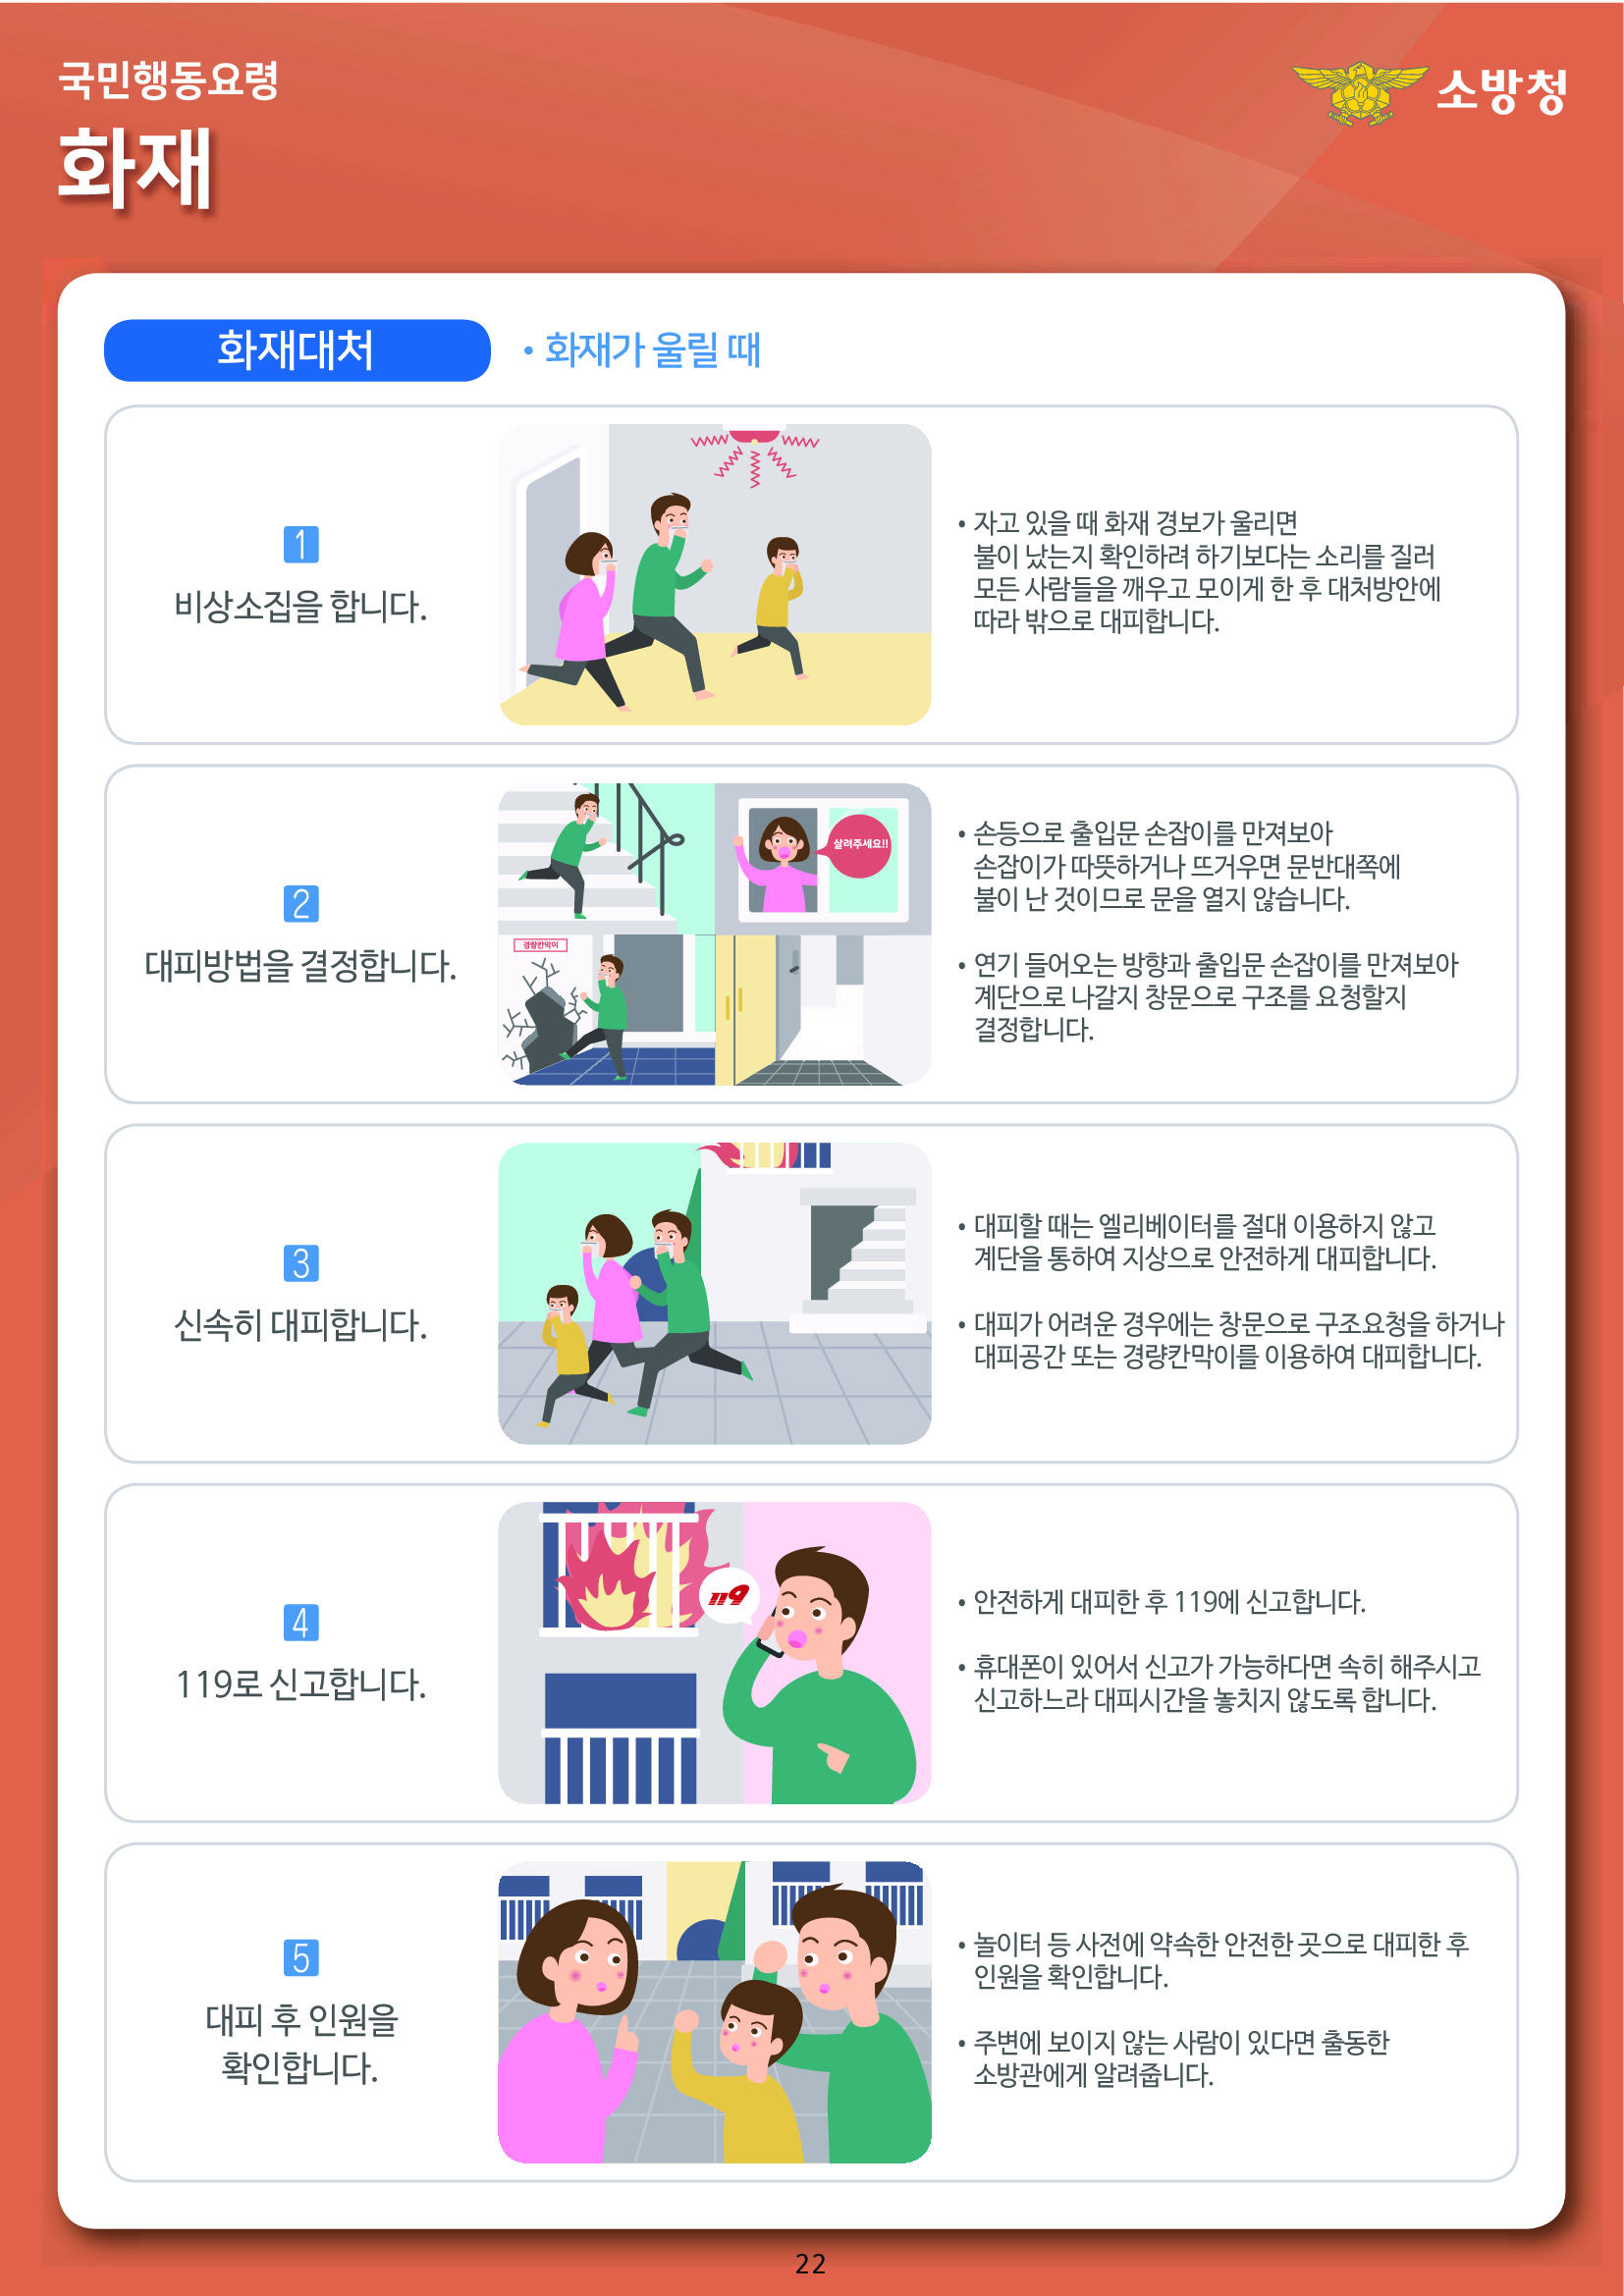 국민행동요령
화재
소방청
화재대처
• 화재가 울릴 때
1
비상소집을 합니다.
• 자고 있을 때 화재 경보가 울리면
불이 났는지 확인하려 하기보다는 소리를 질러
모든 사람들을 깨우고 모이게 한 후 대처방안에
따라 밖으로 대피합니다.
2
대피방법을 결정합니다.
살려주세요!!
경량칸막이
• 손등으로 출입문 손잡이를 만져보아
손잡이가 따뜻하거나 뜨거우면 문반대쪽에
불이 난 것이므로 문을 열지 않습니다.
• 연기 들어오는 방향과 출입문 손잡이를 만져보아
계단으로 나갈지 창문으로 구조를 요청할지
결정합니다.
3
신속히 대피합니다.
• 대피할 때는 엘리베이터를 절대 이용하지 않고
계단을 통하여 지상으로 안전하게 대피합니다.
• 대피가 어려운 경우에는 창문으로 구조요청을 하거나
대피공간 또는 경량칸막이를 이용하여 대피합니다.
4
119로 신고합니다.
119
• 안전하게 대피한 후 119에 신고합니다.
• 휴대폰이 있어서 신고가 가능하다면 속히 해주시고
신고하느라 대피시간을 놓치지 않도록 합니다.
5
대피 후 인원을
확인합니다.
• 놀이터 등 사전에 약속한 안전한 곳으로 대피한 후
인원을 확인합니다.
• 주변에 보이지 않는 사람이 있다면 출동한
소방관에게 알려줍니다.
22